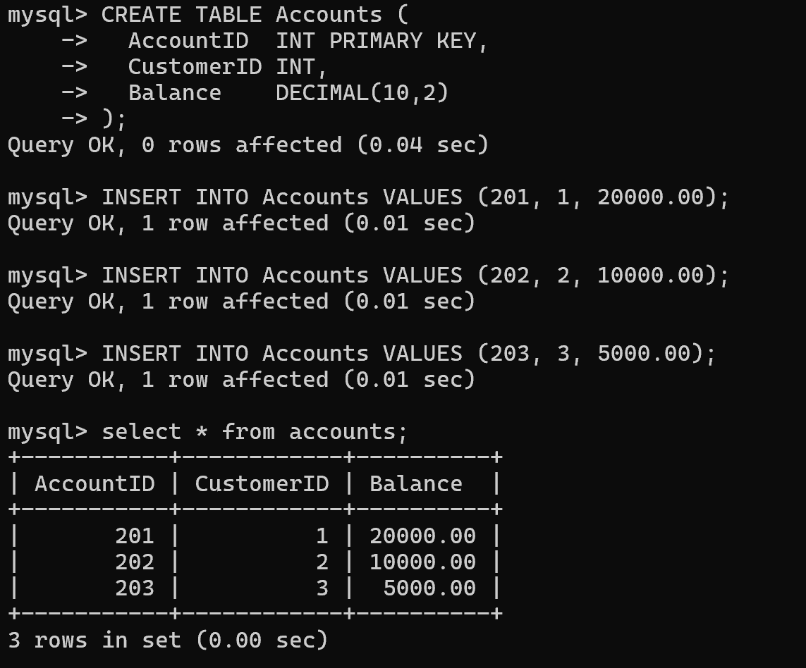 mysql> CREATE TABLE Accounts (
    ->   AccountID  INT PRIMARY KEY,
    ->   CustomerID INT,
    ->   Balance    DECIMAL(10,2)
    -> );
Query OK, 0 rows affected (0.04 sec)

mysql> INSERT INTO Accounts VALUES (201, 1, 20000.00);
Query OK, 1 row affected (0.01 sec)

mysql> INSERT INTO Accounts VALUES (202, 2, 10000.00);
Query OK, 1 row affected (0.01 sec)

mysql> INSERT INTO Accounts VALUES (203, 3, 5000.00);
Query OK, 1 row affected (0.01 sec)

mysql> select * from accounts;
+-----------+------------+----------+
| AccountID | CustomerID | Balance  |
+-----------+------------+----------+
|       201 |          1 | 20000.00 |
|       202 |          2 | 10000.00 |
|       203 |          3 |  5000.00 |
+-----------+------------+----------+
3 rows in set (0.00 sec)